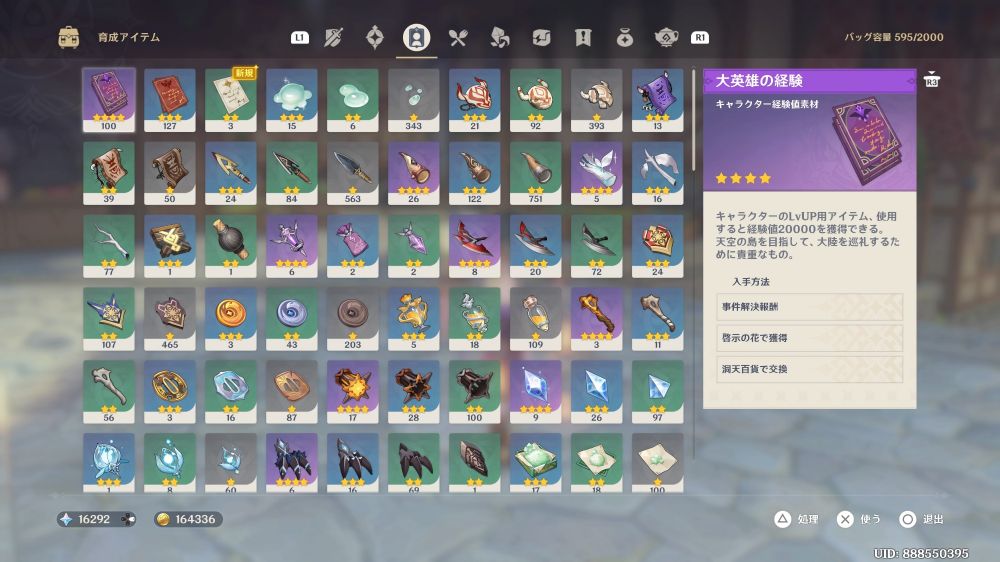 育成アイテム
L1
R1
バッグ容量 595/2000
新規
100 127 3 15 6 343 21 92 393 13
39 50 24 84 563 26 122 751 5 16
77 1 1 6 2 2 8 20 72 24
107 465 3 43 203 5 18 109 3 11
56 3 16 87 17 28 100 9 26 97
1 8 60 6 16 69 1 17 18 100
大英雄の経験
R3
キャラクター経験値素材
キャラクターのLvUP用アイテム、使用
すると経験値20000を獲得できる。
天空の島を目指して、大陸を巡礼するた
めに貴重なもの。
入手方法
事件解決報酬
啓示の花で獲得
洞天百貨で交換
16292
164336
処理
使う
退出
UID: 888550395